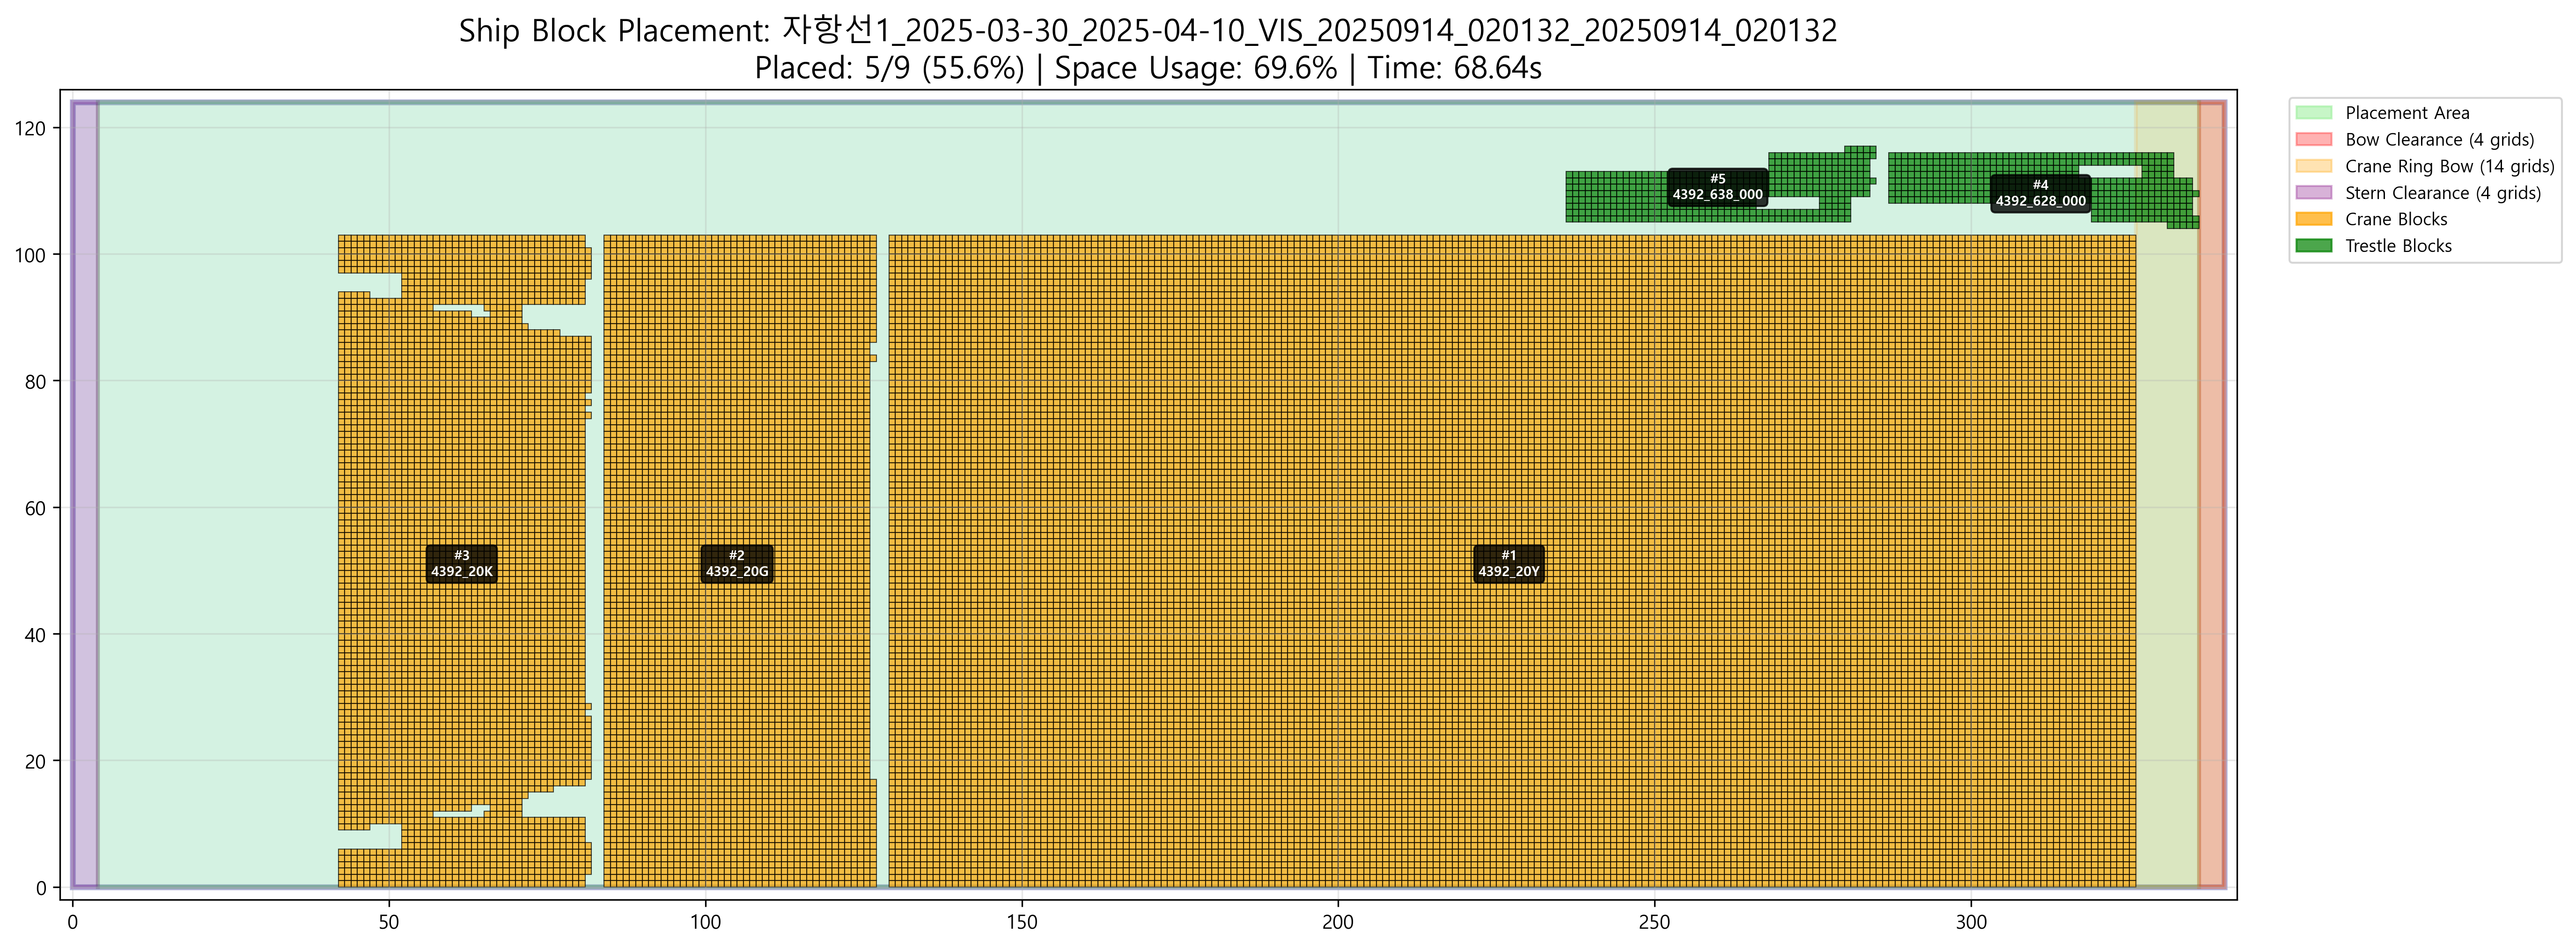 Ship Block Placement: 자항선1_2025-03-30_2025-04-10_VIS_20250914_020132_20250914_020132
Placed: 5/9 (55.6%) | Space Usage: 69.6% | Time: 68.64s
120
100
80
60
40
20
0
0
50
100
150
200
250
300
#5
4392_638_000
#4
4392_628_000
#3
4392_20K
#2
4392_20G
#1
4392_20Y
Placement Area
Bow Clearance (4 grids)
Crane Ring Bow (14 grids)
Stern Clearance (4 grids)
Crane Blocks
Trestle Blocks